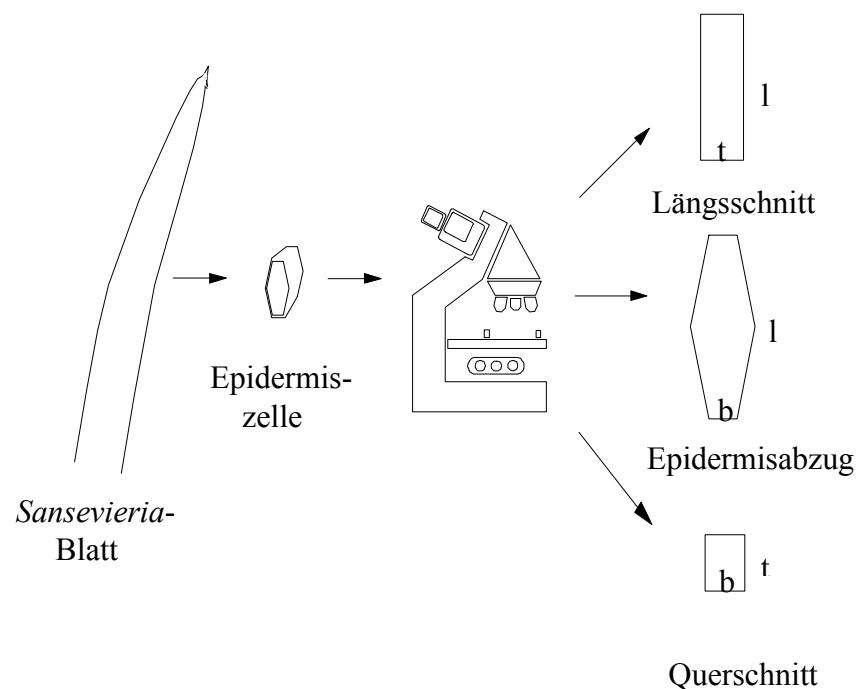 l
t
Längsschnitt
Epidermis-
zelle
l
b
Epidermisabzug
Sansevieria-
Blatt
b
t
Querschnitt